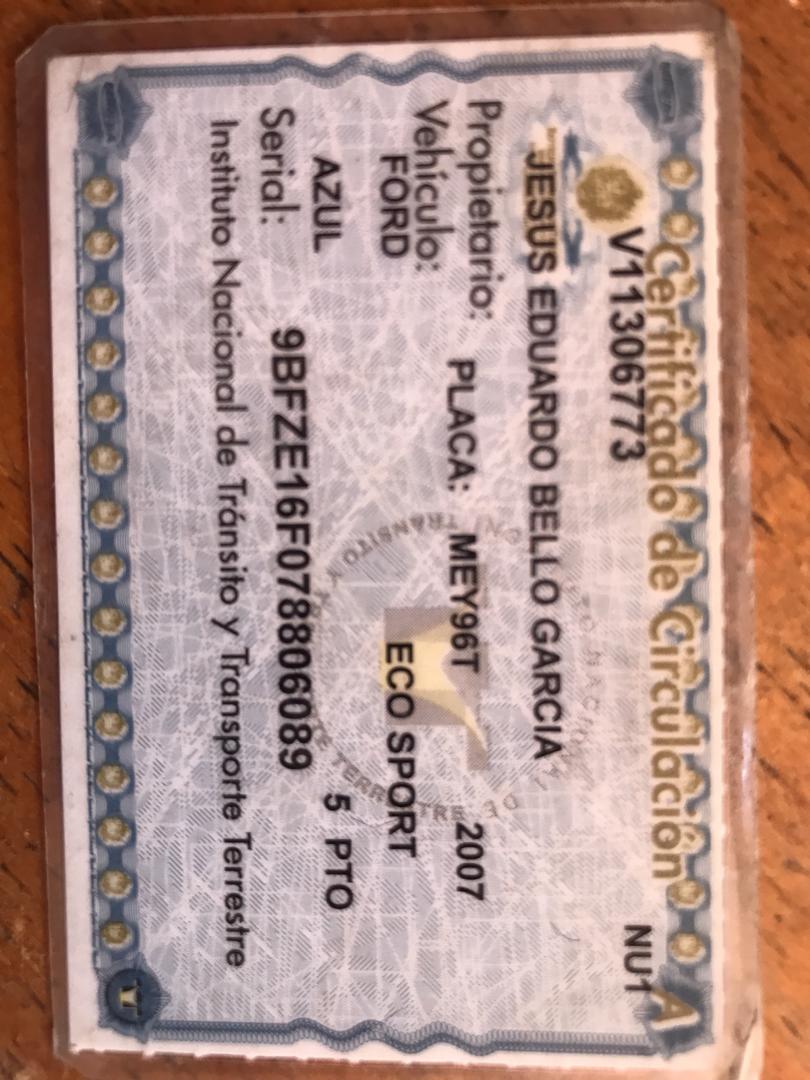 Certificado de Circulación A
V11306773 NU1
JESUS EDUARDO BELLO GARCIA
Propietario: PLACA: MEY96T 2007
Vehículo:
FORD ECO SPORT
AZUL 5 PTO
Serial: 9BFZE16F078806089
Instituto Nacional de Tránsito y Transporte Terrestre